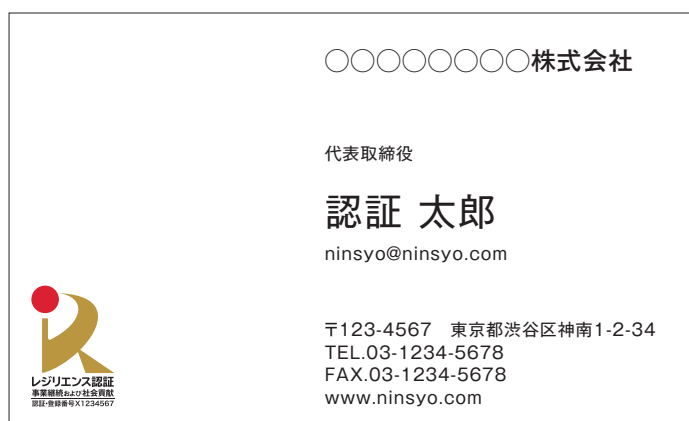 ○○○○○○○○株式会社
代表取締役
認証 太郎
ninsyo@ninsyo.com
〒123-4567　東京都渋谷区神南1-2-34
TEL.03-1234-5678
FAX.03-1234-5678
www.ninsyo.com
レジリエンス認証
事業継続および社会貢献
認証・登録番号X1234567